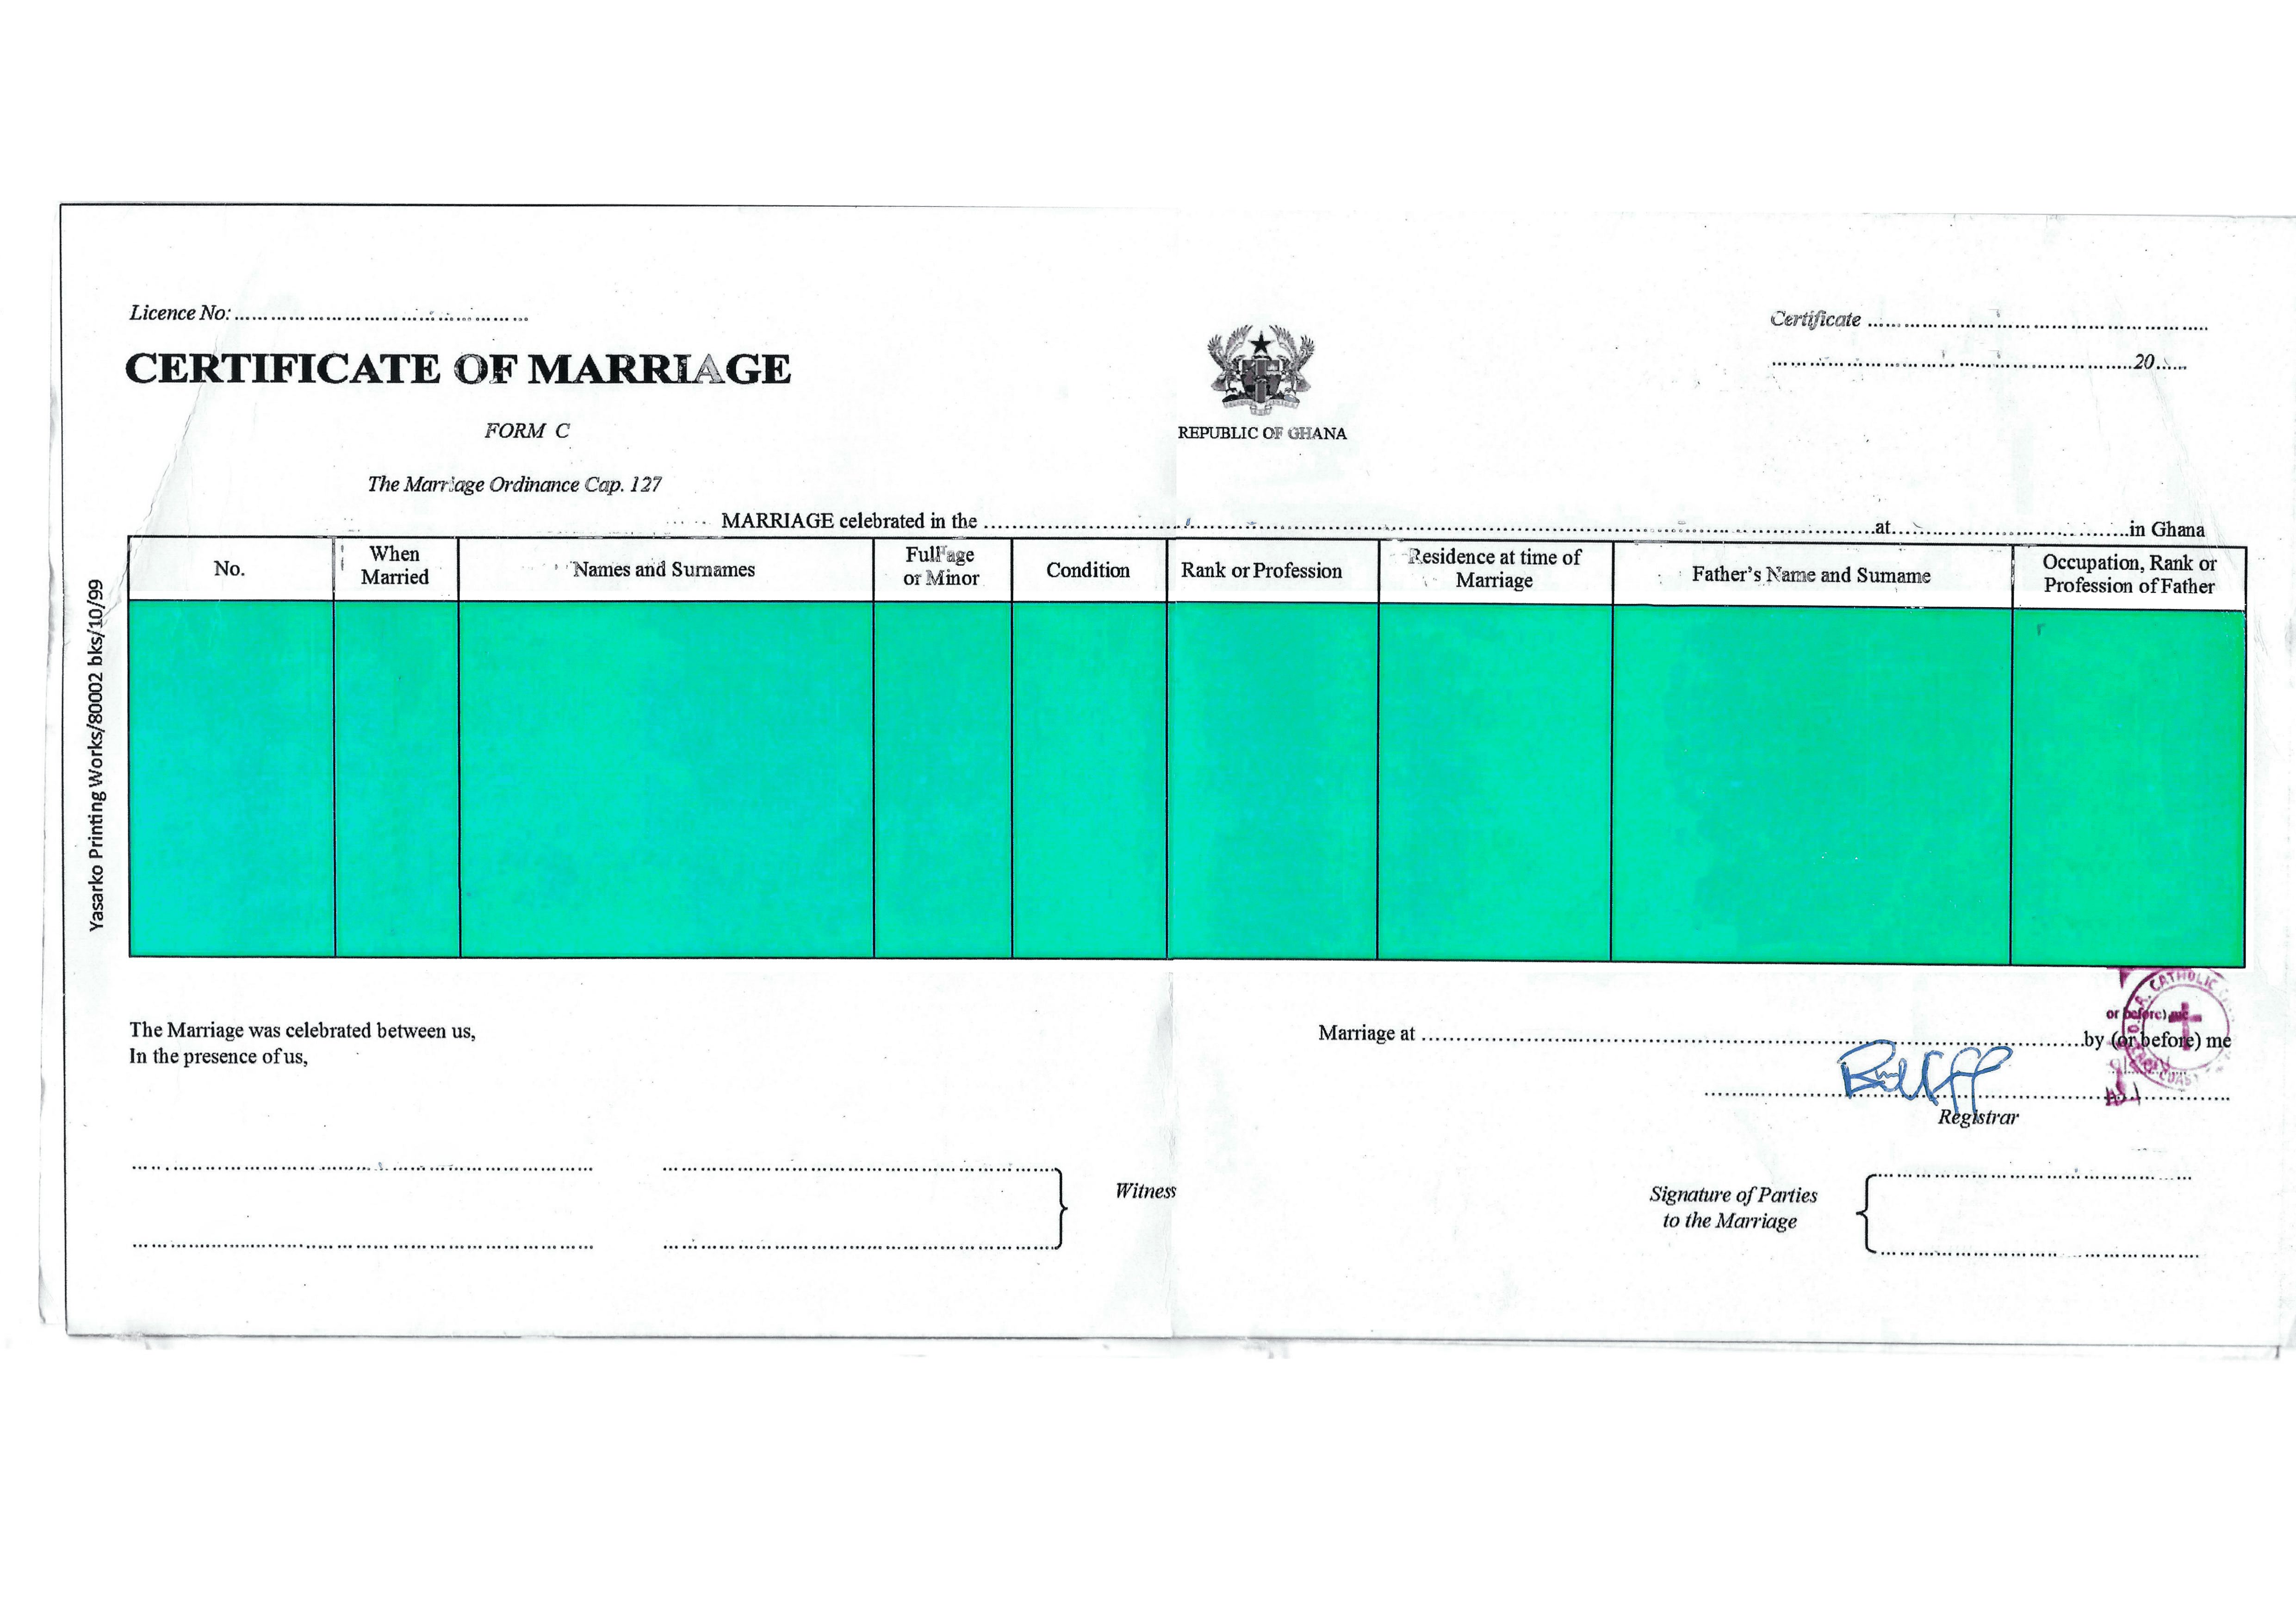 Licence No:
Certificate
20
CERTIFICATE OF MARRIAGE
FORM C
REPUBLIC OF GHANA
The Marriage Ordinance Cap. 127
MARRIAGE celebrated in the at in Ghana
No.
When Married
Names and Surnames
Full age or Minor
Condition
Rank or Profession
Residence at time of Marriage
Father's Name and Surname
Occupation, Rank or Profession of Father
Yasarko Printing Works/80002 bks/10/99
The Marriage was celebrated between us,
In the presence of us,
Marriage at by (or before) me
or before) me
CATHOLIC
COAST
Registrar
Witness
Signature of Parties
to the Marriage